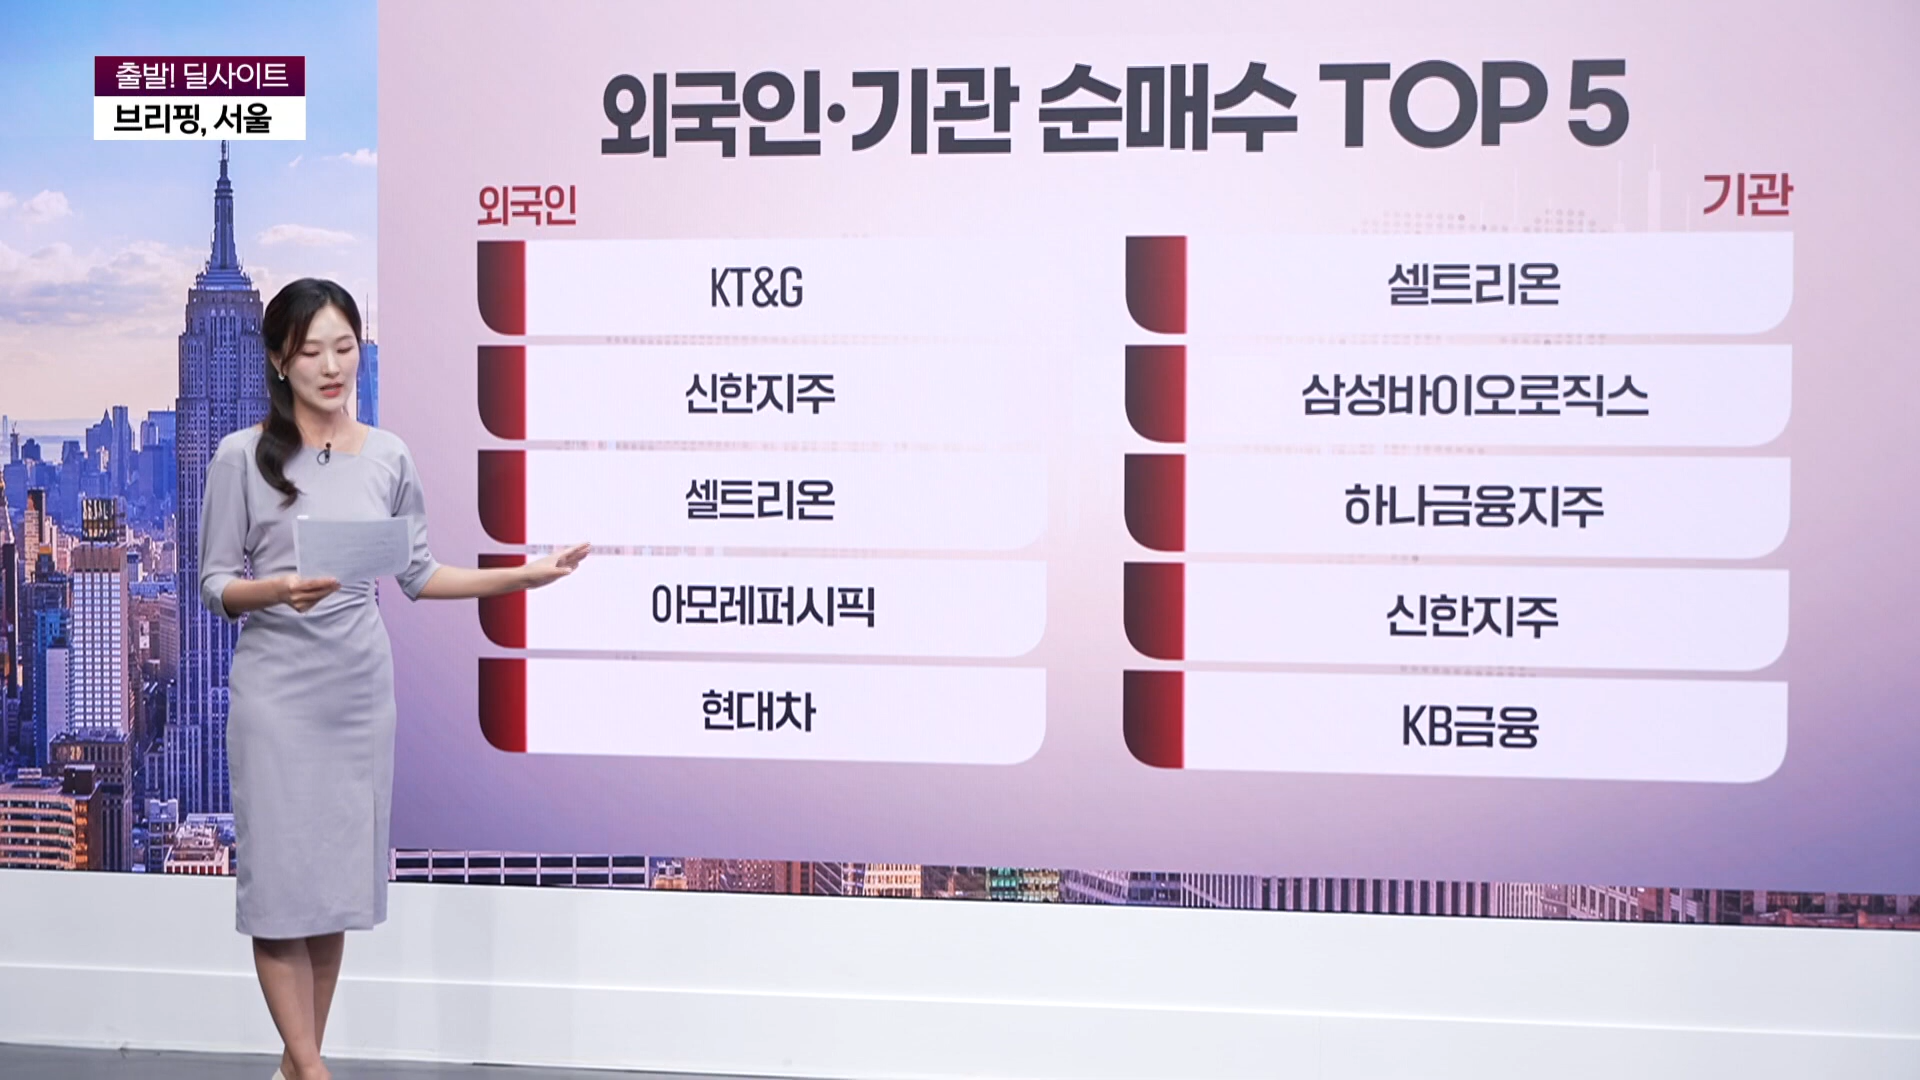 출발! 딜사이트
브리핑, 서울
외국인·기관 순매수 TOP 5
외국인
KT&G
신한지주
셀트리온
아모레퍼시픽
현대차
기관
셀트리온
삼성바이오로직스
하나금융지주
신한지주
KB금융